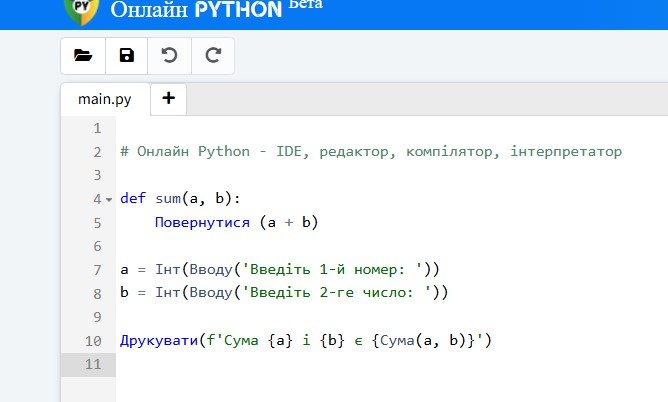 Онлайн PYTHON Бета
main.py +
1
2 # Онлайн Python - IDE, редактор, компілятор, інтерпретатор
3
4 def sum(a, b):
5 Повернутися (a + b)
6
7 a = Інт(Вводу('Введіть 1-й номер: '))
8 b = Інт(Вводу('Введіть 2-ге число: '))
9
10 Друкувати(f'Сума {a} і {b} є {Сума(a, b)}')
11